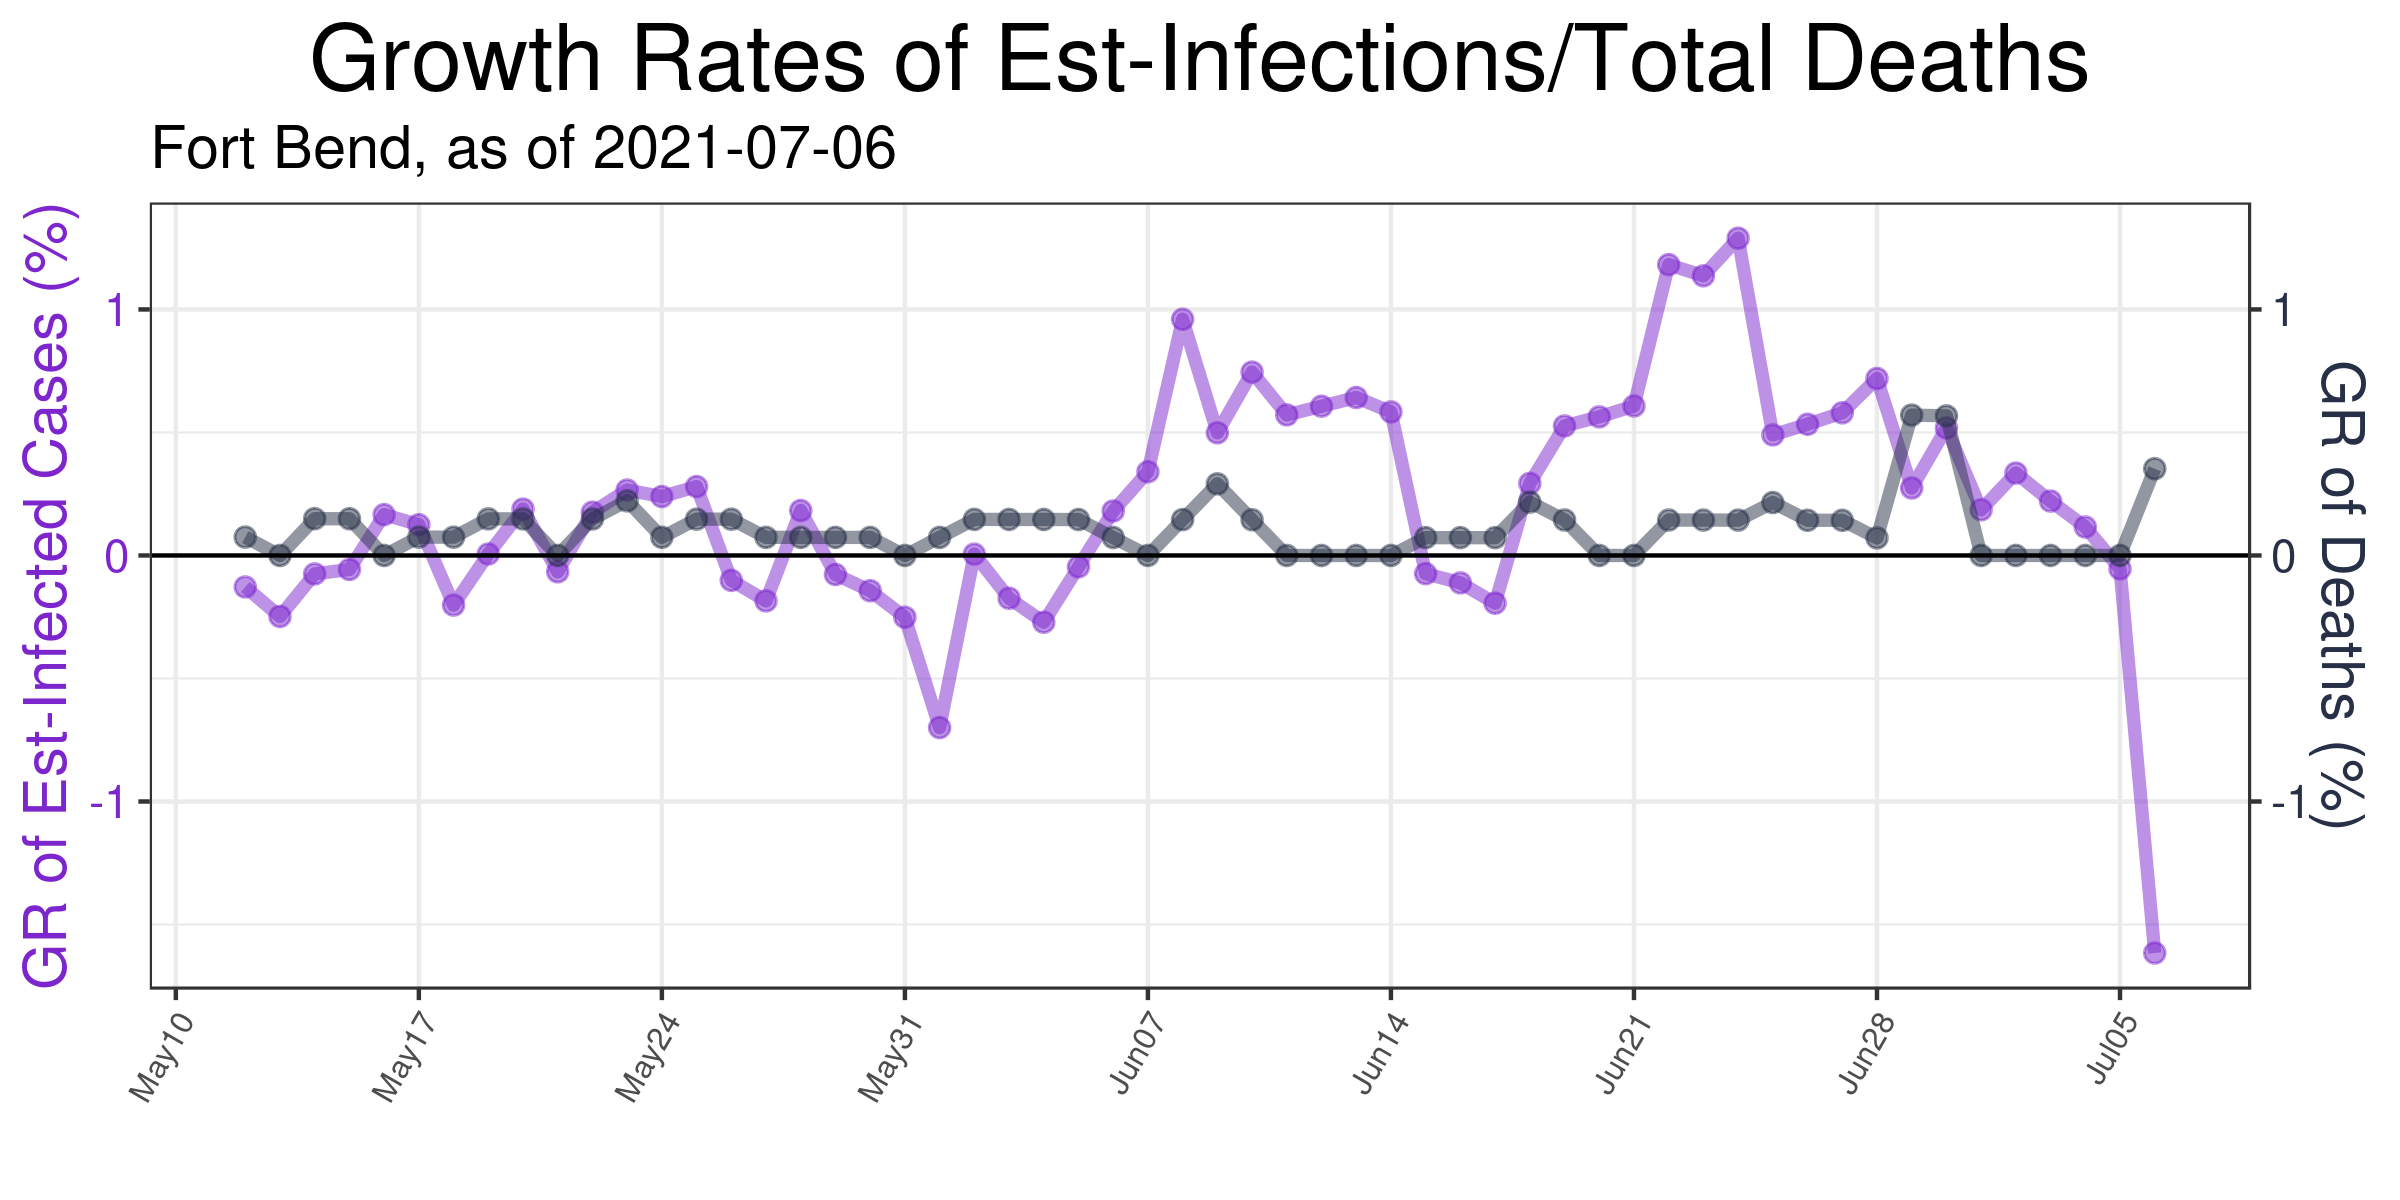 Growth Rates of Est-Infections/Total Deaths
Fort Bend, as of 2021-07-06
GR of Est-Infected Cases (%)
1
0
-1
1
0
-1
GR of Deaths (%)
May10
May17
May24
May31
Jun07
Jun14
Jun21
Jun28
Jul05